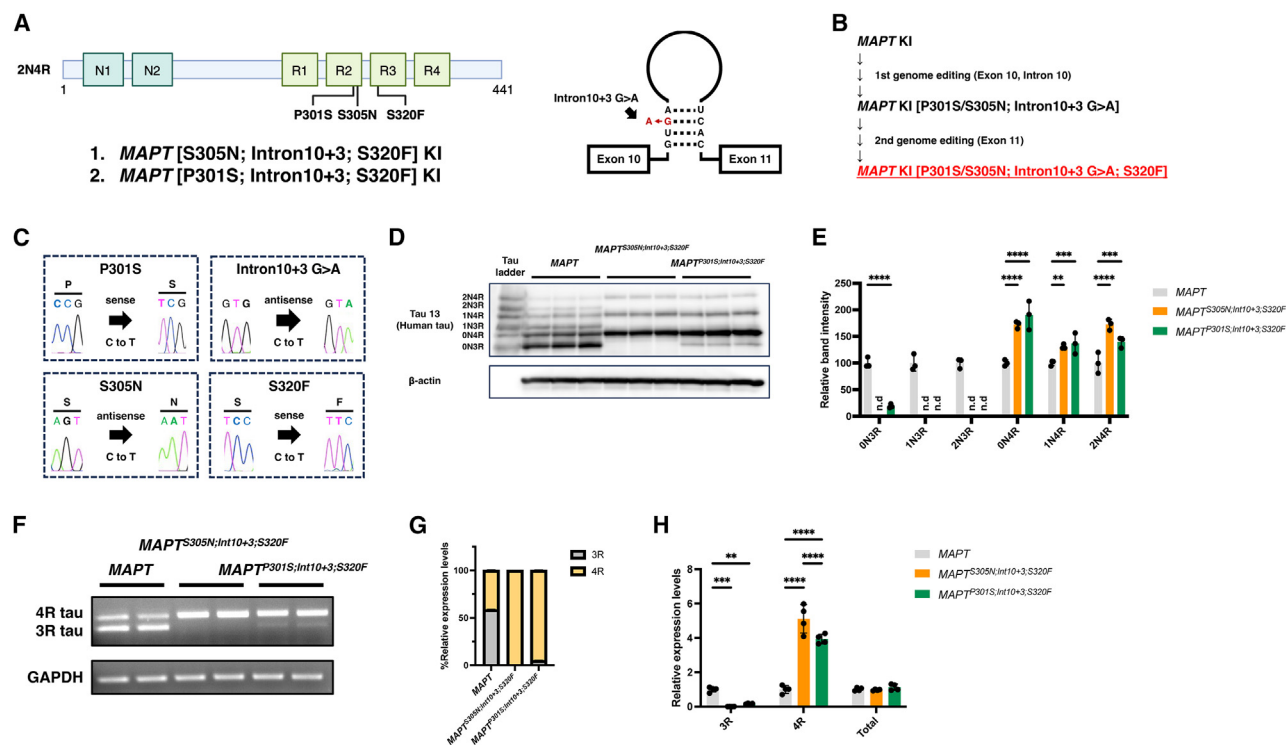 A
2N4R
N1 N2 R1 R2 R3 R4
1 441
P301S S305N S320F
1. MAPT [S305N; Intron10+3; S320F] KI
2. MAPT [P301S; Intron10+3; S320F] KI
Intron10+3 G>A
A U
A G C
U A
G C
Exon 10 Exon 11
B
MAPT KI
1st genome editing (Exon 10, Intron 10)
MAPT KI [P301S/S305N; Intron10+3 G>A]
2nd genome editing (Exon 11)
MAPT KI [P301S/S305N; Intron10+3 G>A; S320F]
C
P301S
P S
CCG sense TCG
C to T
Intron10+3 G>A
GTG antisense GTA
C to T
S305N
S N
AGT antisense AAT
C to T
S320F
S F
TCC sense TTC
C to T
D
MAPT^S305N;Int10+3;S320F
Tau
ladder
MAPT
MAPT^P301S;Int10+3;S320F
Tau 13
(Human tau)
2N4R
2N3R
1N4R
1N3R
0N4R
0N3R
β-actin
E
Relative band intensity
250
200
150
100
50
0
**** **** **** ** *** **** ***
n.d n.d n.d n.d n.d
0N3R 1N3R 2N3R 0N4R 1N4R 2N4R
MAPT
MAPT^S305N;Int10+3;S320F
MAPT^P301S;Int10+3;S320F
F
MAPT^S305N;Int10+3;S320F
MAPT MAPT^P301S;Int10+3;S320F
4R tau
3R tau
GAPDH
G
%Relative expression levels
100
50
0
3R
4R
MAPT
MAPT^S305N;Int10+3;S320F
MAPT^P301S;Int10+3;S320F
H
Relative expression levels
8
6
4
2
0
** *** **** **** ****
3R 4R Total
MAPT
MAPT^S305N;Int10+3;S320F
MAPT^P301S;Int10+3;S320F